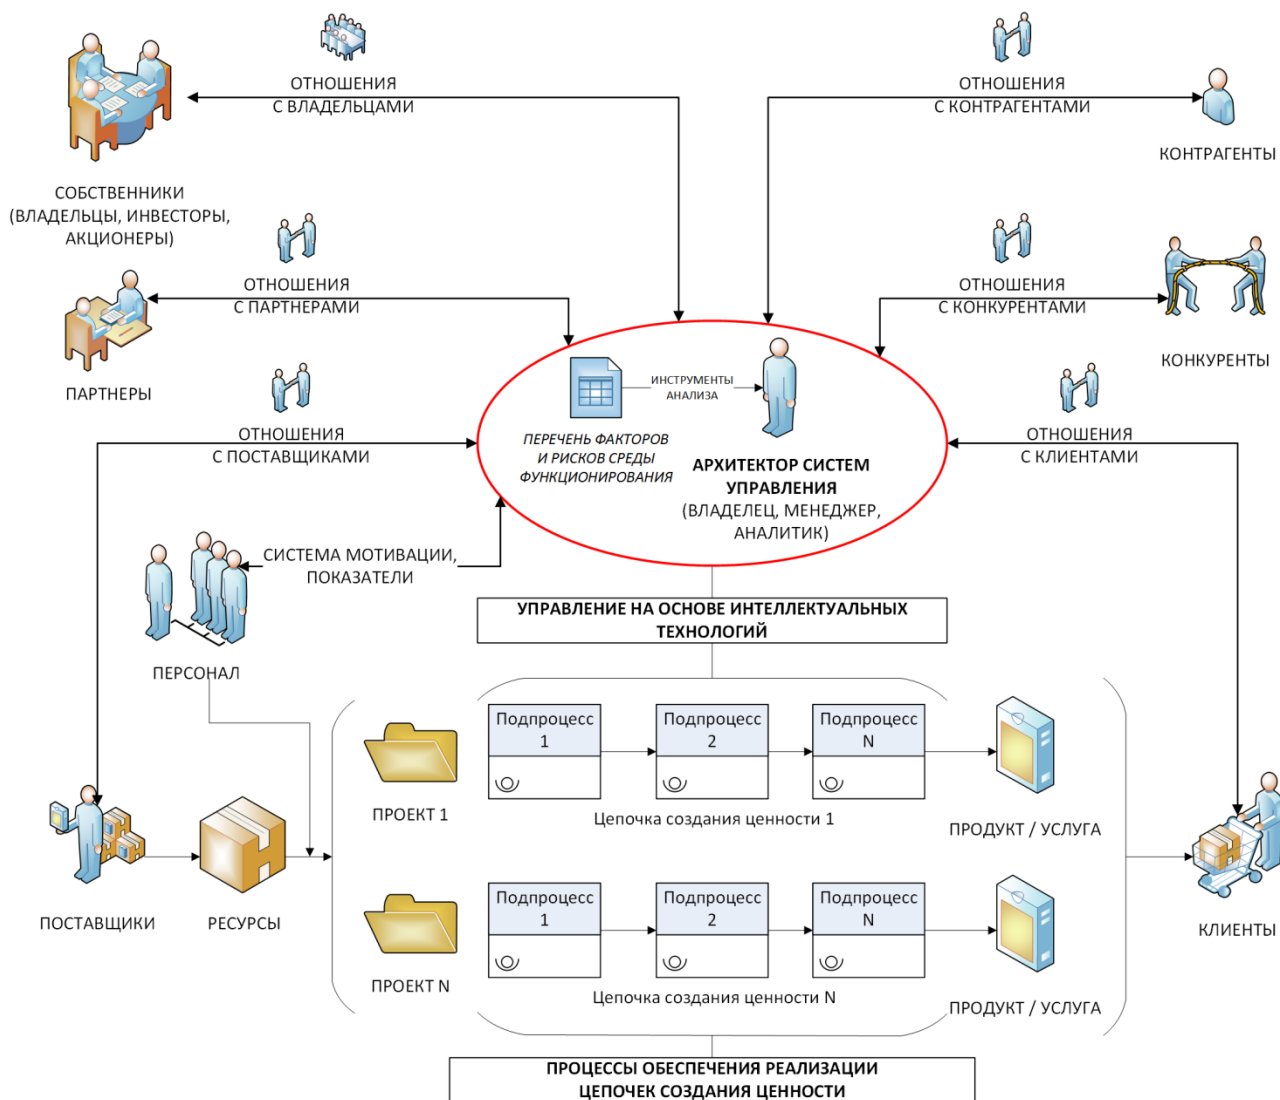 ОТНОШЕНИЯ
С ВЛАДЕЛЬЦАМИ
ОТНОШЕНИЯ
С КОНТРАГЕНТАМИ
КОНТРАГЕНТЫ
СОБСТВЕННИКИ
(ВЛАДЕЛЬЦЫ, ИНВЕСТОРЫ,
АКЦИОНЕРЫ)
ОТНОШЕНИЯ
С ПАРТНЕРАМИ
ОТНОШЕНИЯ
С КОНКУРЕНТАМИ
КОНКУРЕНТЫ
ПАРТНЕРЫ
ИНСТРУМЕНТЫ
АНАЛИЗА
ОТНОШЕНИЯ
С ПОСТАВЩИКАМИ
ПЕРЕЧЕНЬ ФАКТОРОВ
И РИСКОВ СРЕДЫ
ФУНКЦИОНИРОВАНИЯ
АРХИТЕКТОР СИСТЕМ
УПРАВЛЕНИЯ
(ВЛАДЕЛЕЦ, МЕНЕДЖЕР,
АНАЛИТИК)
ОТНОШЕНИЯ
С КЛИЕНТАМИ
СИСТЕМА МОТИВАЦИИ,
ПОКАЗАТЕЛИ
УПРАВЛЕНИЕ НА ОСНОВЕ ИНТЕЛЛЕКТУАЛЬНЫХ
ТЕХНОЛОГИЙ
ПЕРСОНАЛ
Подпроцесс
1
Подпроцесс
2
Подпроцесс
N
ПРОЕКТ 1
Цепочка создания ценности 1
ПРОДУКТ / УСЛУГА
ПОСТАВЩИКИ
РЕСУРСЫ
Подпроцесс
1
Подпроцесс
2
Подпроцесс
N
КЛИЕНТЫ
ПРОЕКТ N
Цепочка создания ценности N
ПРОДУКТ / УСЛУГА
ПРОЦЕССЫ ОБЕСПЕЧЕНИЯ РЕАЛИЗАЦИИ
ЦЕПОЧЕК СОЗДАНИЯ ЦЕННОСТИ